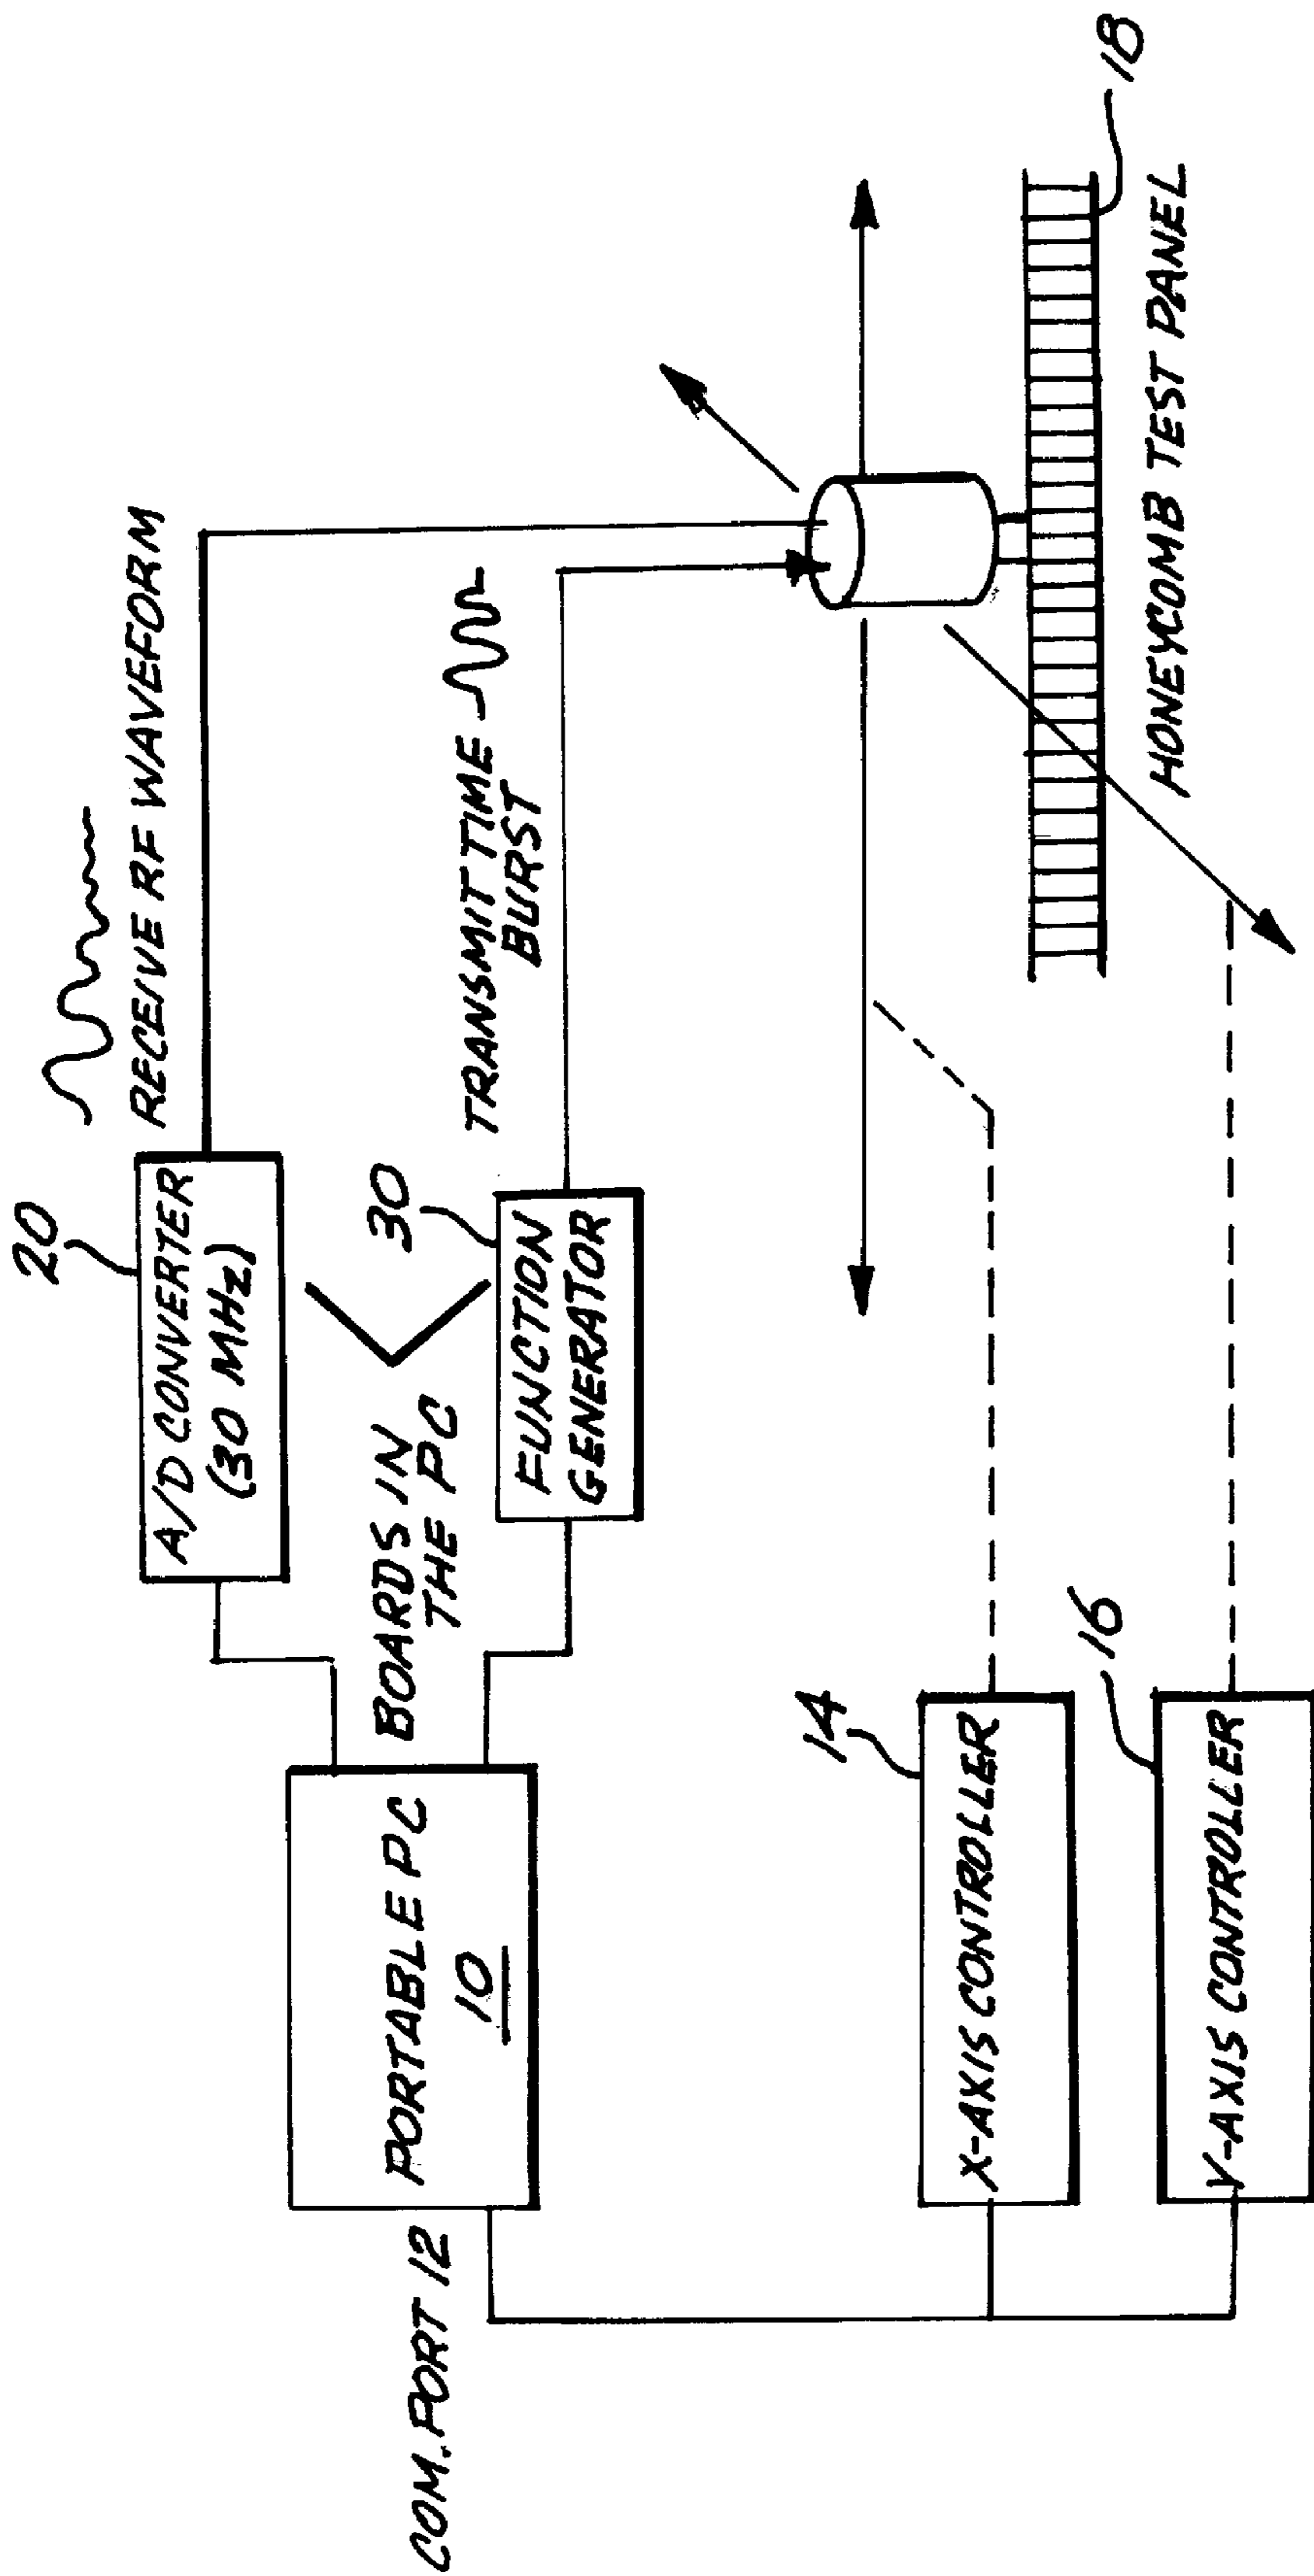 20
A/D CONVERTER
(30 MHz)
RECEIVE RF WAVEFORM
BOARDS IN
THE PC
30
FUNCTION
GENERATOR
TRANSMIT TIME
BURST
PORTABLE PC
10
COM. PORT 12
14
X-AXIS CONTROLLER
16
Y-AXIS CONTROLLER
18
HONEYCOMB TEST PANEL